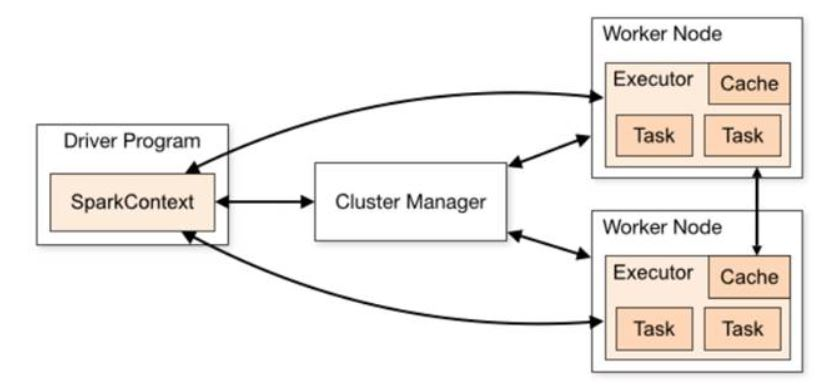 Driver Program
SparkContext
Cluster Manager
Worker Node
Executor
Cache
Task
Task
Worker Node
Executor
Cache
Task
Task